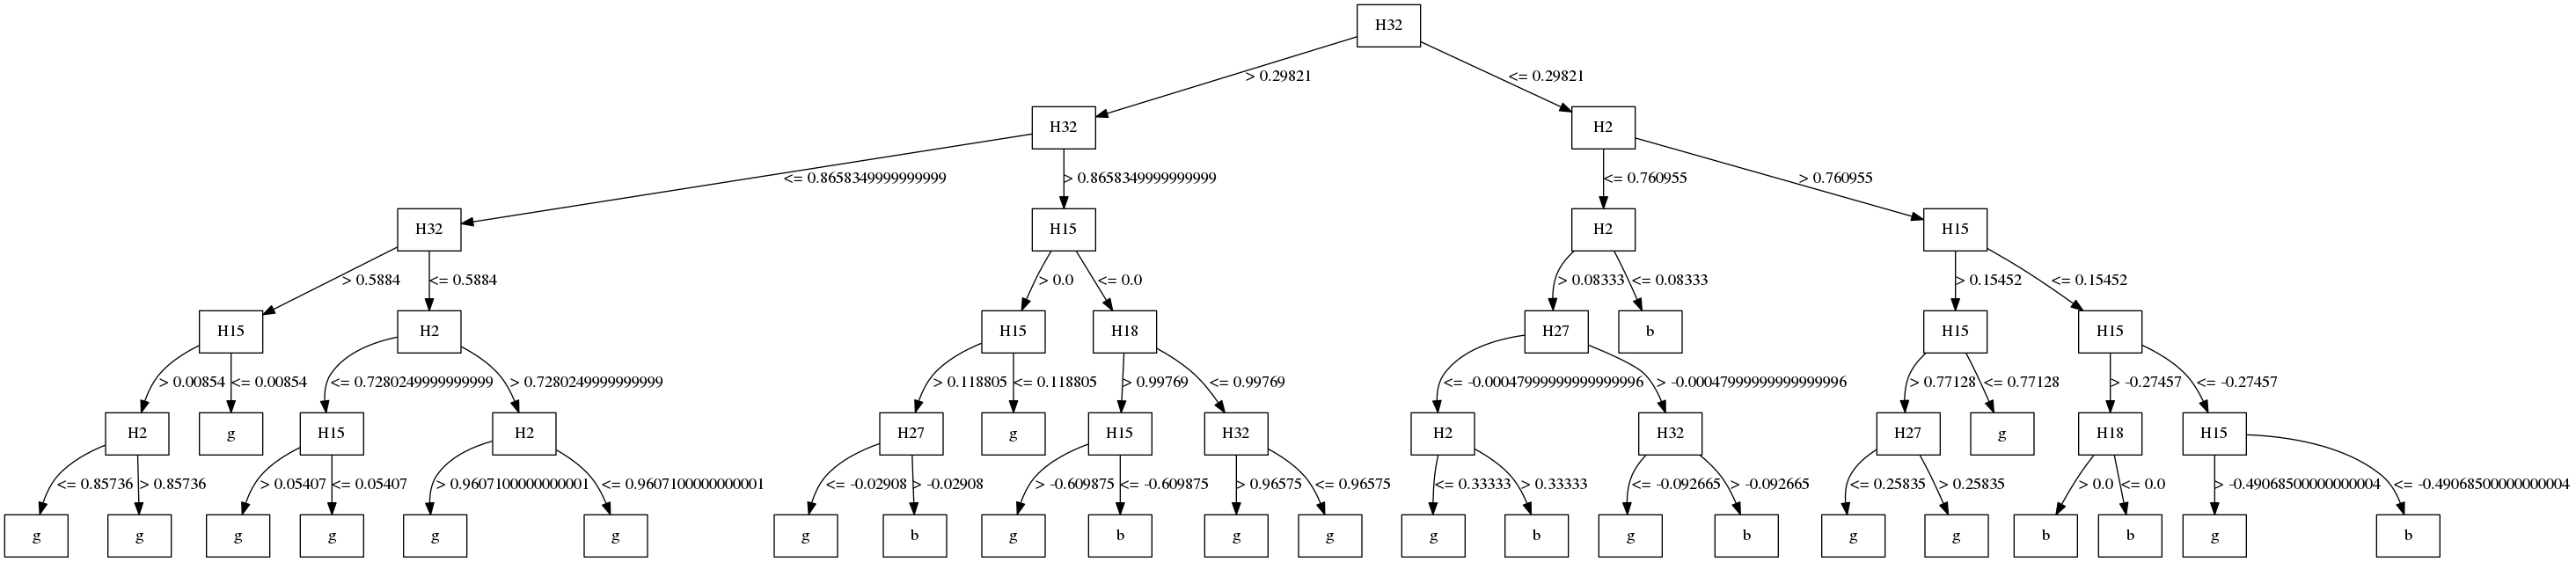 H32
> 0.29821 <= 0.29821
H32 H2
<= 0.8658349999999999 > 0.8658349999999999 <= 0.760955 > 0.760955
H32 H15 H2 H15
> 0.5884 <= 0.5884 > 0.0 <= 0.0 > 0.08333 <= 0.08333 > 0.15452 <= 0.15452
H15 H2 H15 H18 H27 b H15 H15
> 0.00854 <= 0.00854 <= 0.7280249999999999 > 0.7280249999999999 > 0.118805 <= 0.118805 > 0.99769 <= 0.99769 <= -0.00047999999999999996 > -0.00047999999999999996 > 0.77128 <= 0.77128 > -0.27457 <= -0.27457
H2 g H15 H2 H27 g H15 H32 H2 H32 H27 g H18 H15
<= 0.85736 > 0.85736 > 0.05407 <= 0.05407 > 0.9607100000000001 <= 0.9607100000000001 <= -0.02908 > -0.02908 > -0.609875 <= -0.609875 > 0.96575 <= 0.96575 <= 0.33333 > 0.33333 <= -0.092665 > -0.092665 <= 0.25835 > 0.25835 > 0.0 <= 0.0 > -0.49068500000000004 <= -0.49068500000000004
g g g g g g g b g b g g g b g b g g b b g b